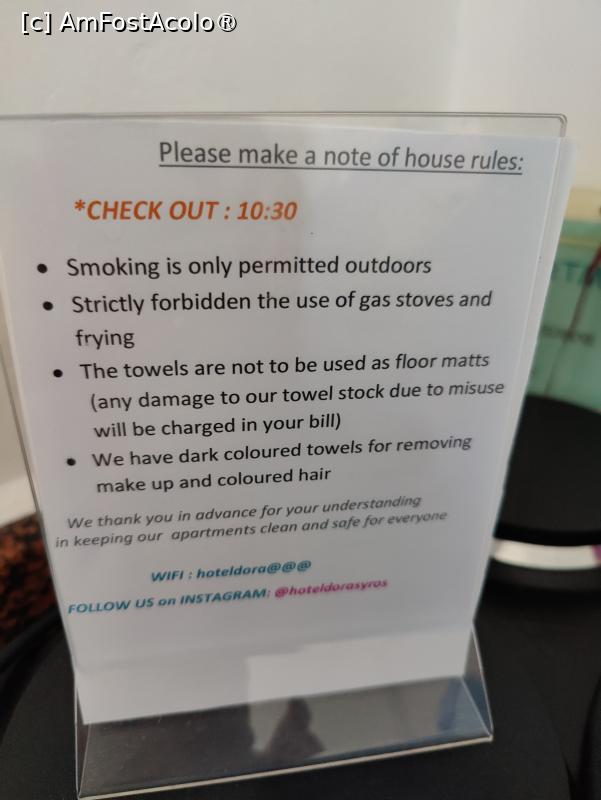 [c] AmFostAcolo®
Please make a note of house rules:
*CHECK OUT : 10:30
• Smoking is only permitted outdoors
• Strictly forbidden the use of gas stoves and
frying
• The towels are not to be used as floor matts
(any damage to our towel stock due to misuse
will be charged in your bill)
• We have dark coloured towels for removing
make up and coloured hair
We thank you in advance for your understanding
in keeping our apartments clean and safe for everyone
WIFI : hoteldora@@@
FOLLOW US on INSTAGRAM: @hoteldorasyros